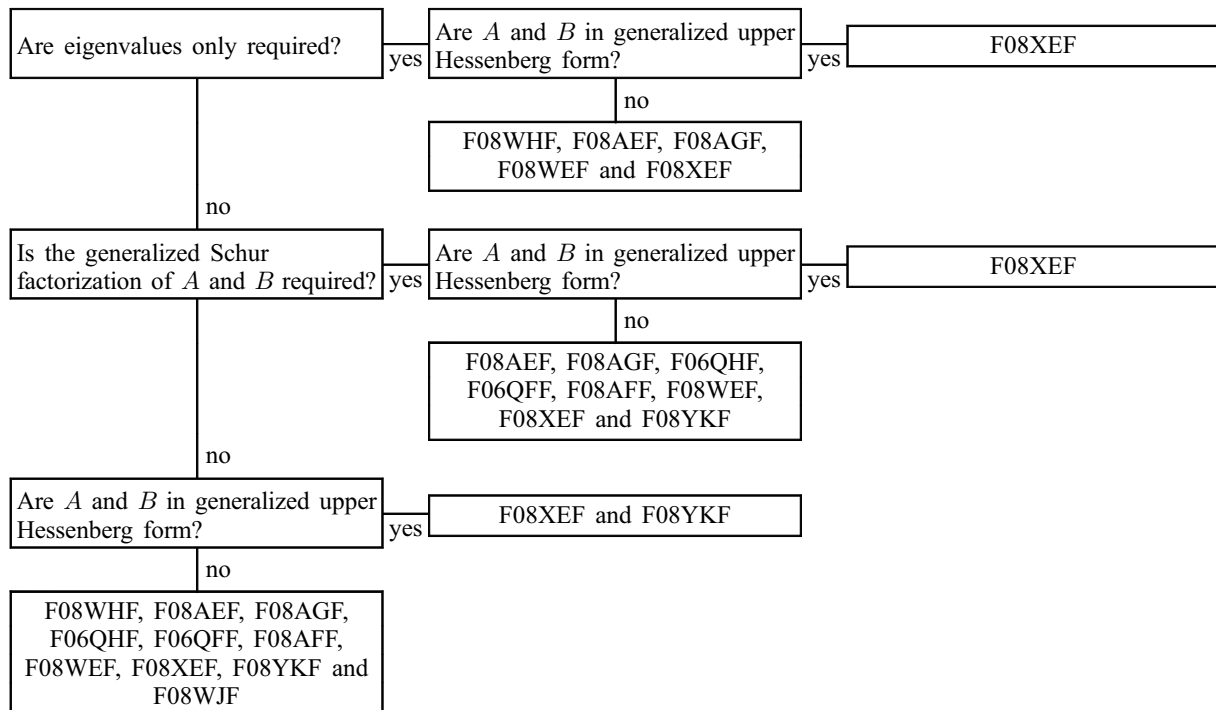 Are eigenvalues only required?
yes
Are A and B in generalized upper
Hessenberg form?
yes
F08XEF
no
F08WHF, F08AEF, F08AGF,
F08WEF and F08XEF
no
Is the generalized Schur
factorization of A and B required?
yes
Are A and B in generalized upper
Hessenberg form?
yes
F08XEF
no
F08AEF, F08AGF, F06QHF,
F06QFF, F08AFF, F08WEF,
F08XEF and F08YKF
no
Are A and B in generalized upper
Hessenberg form?
yes
F08XEF and F08YKF
no
F08WHF, F08AEF, F08AGF,
F06QHF, F06QFF, F08AFF,
F08WEF, F08XEF, F08YKF and
F08WJF